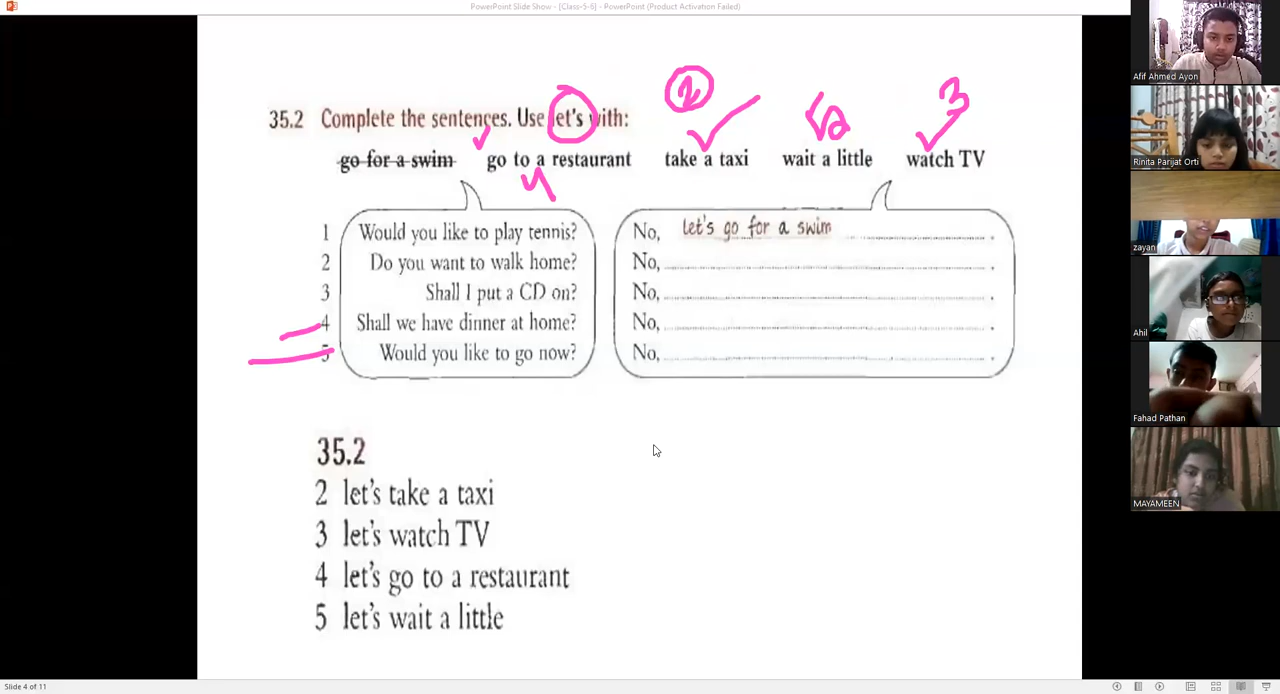 PowerPoint Slide Show - [Class-5-6] - PowerPoint (Product Activation Failed)
35.2 Complete the sentences. Use let's with:
2
5
3
go for a swim go to a restaurant take a taxi wait a little watch TV
4
1 Would you like to play tennis? No, let's go for a swim .
2 Do you want to walk home? No, .
3 Shall I put a CD on? No, .
4 Shall we have dinner at home? No, .
5 Would you like to go now? No, .
35.2
2 let's take a taxi
3 let's watch TV
4 let's go to a restaurant
5 let's wait a little
Slide 4 of 11
Afif Ahmed Ayon
Rinita Parijat Orti
zayan
Ahil
Fahad Pathan
MAYAMEEN